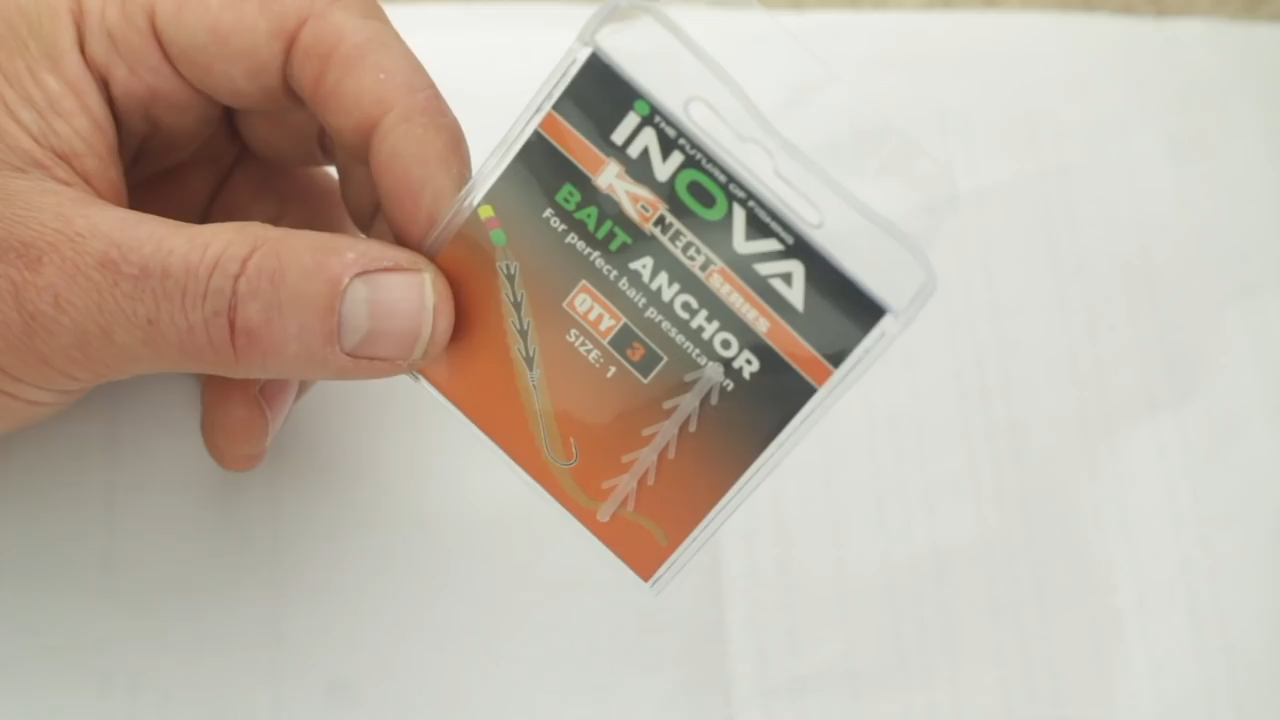 THE FUTURE OF FISHING
iNOVA
K-NECT SERIES
BAIT ANCHOR
For perfect bait presentation
QTY 3
SIZE: 1